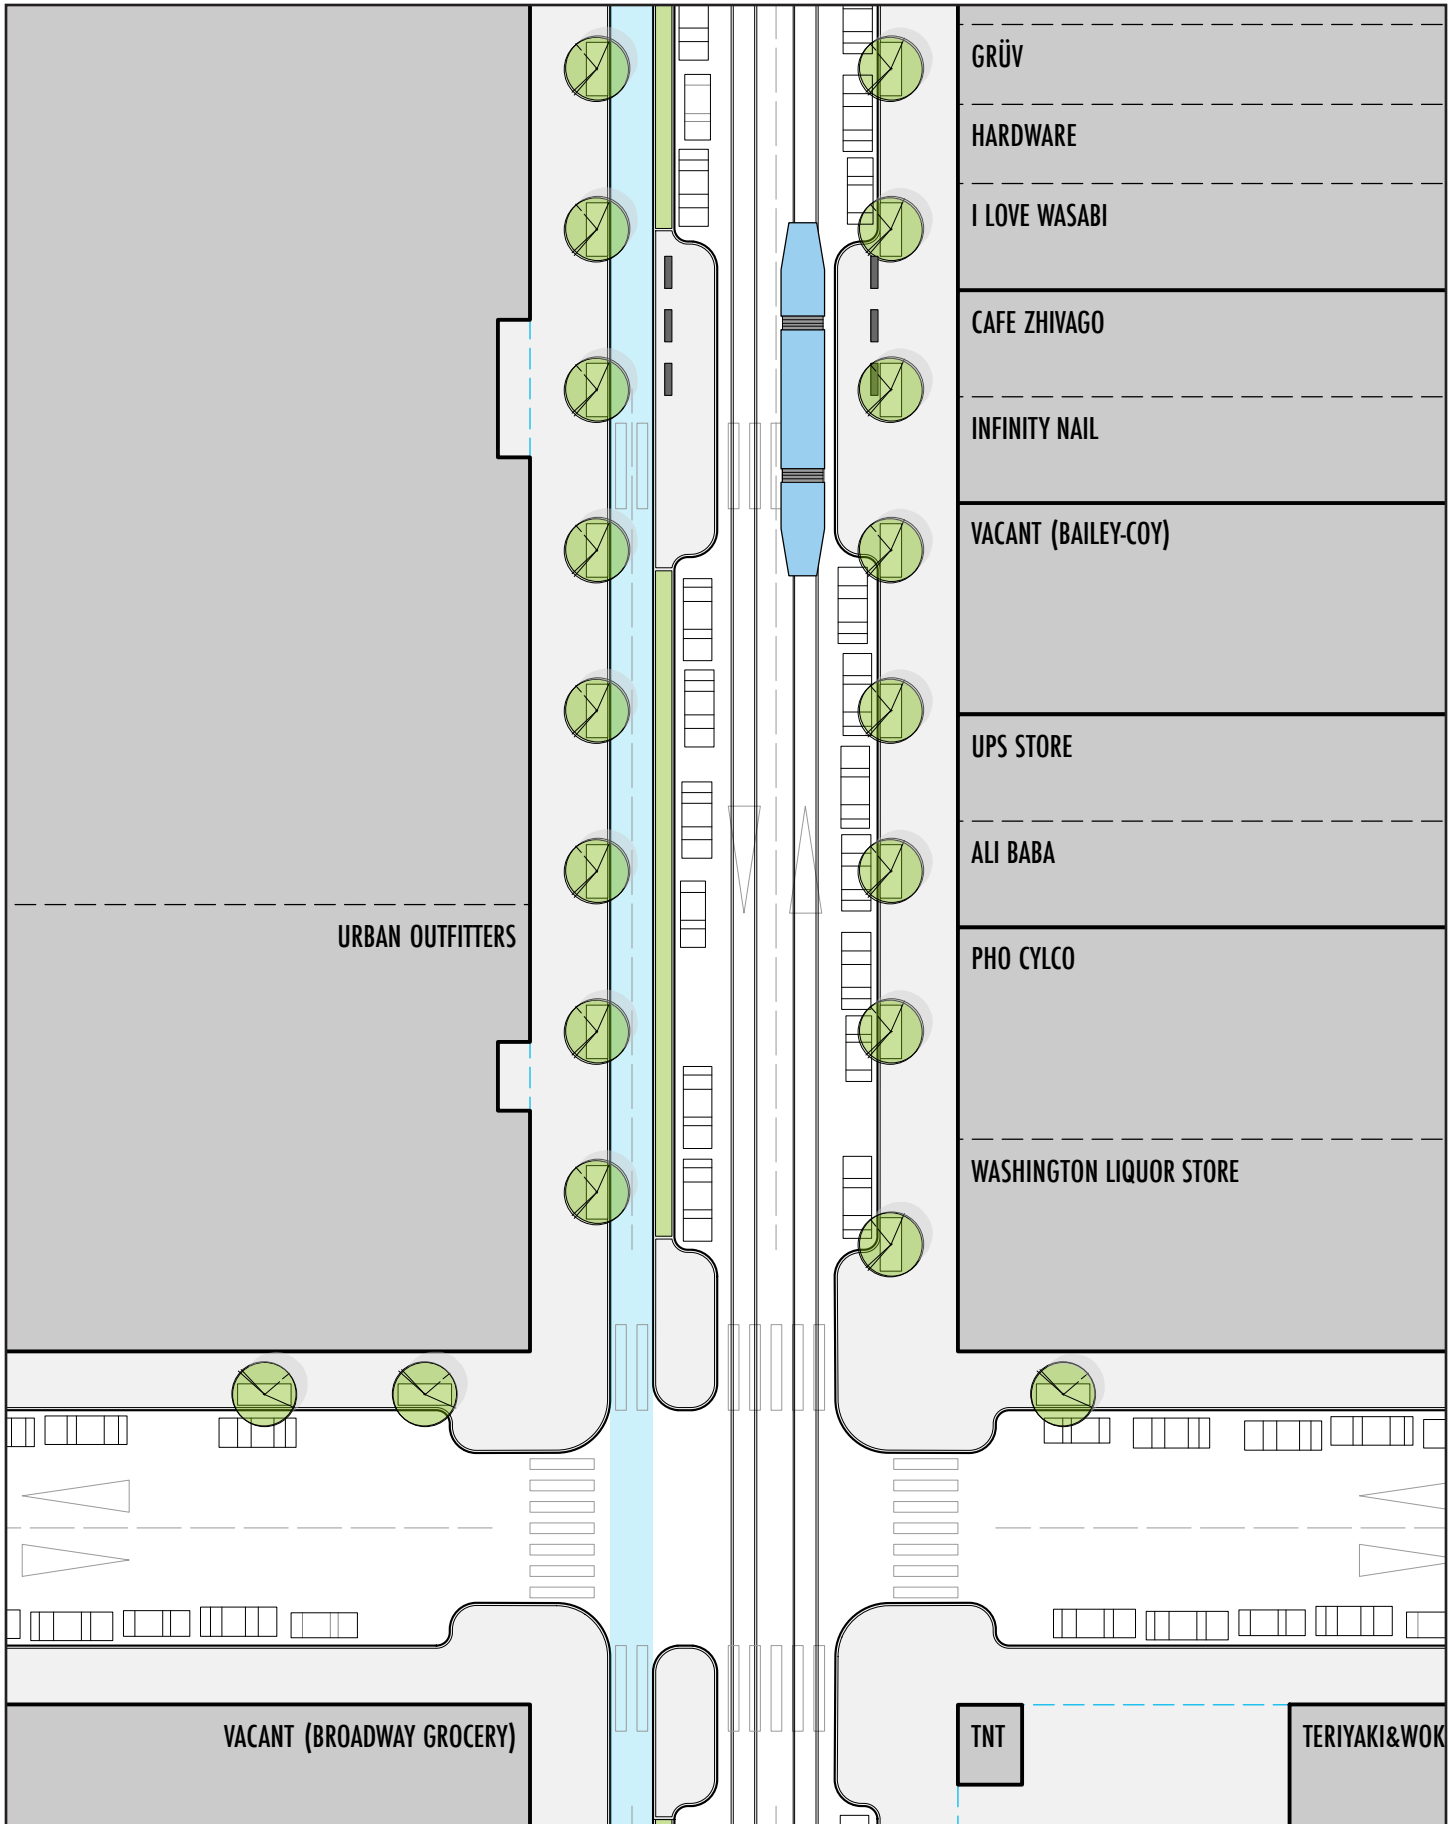 GRÜV
HARDWARE
I LOVE WASABI
CAFE ZHIVAGO
INFINITY NAIL
VACANT (BAILEY-COY)
UPS STORE
ALI BABA
URBAN OUTFITTERS
PHO CYLCO
WASHINGTON LIQUOR STORE
VACANT (BROADWAY GROCERY)
TNT
TERIYAKI&WOK